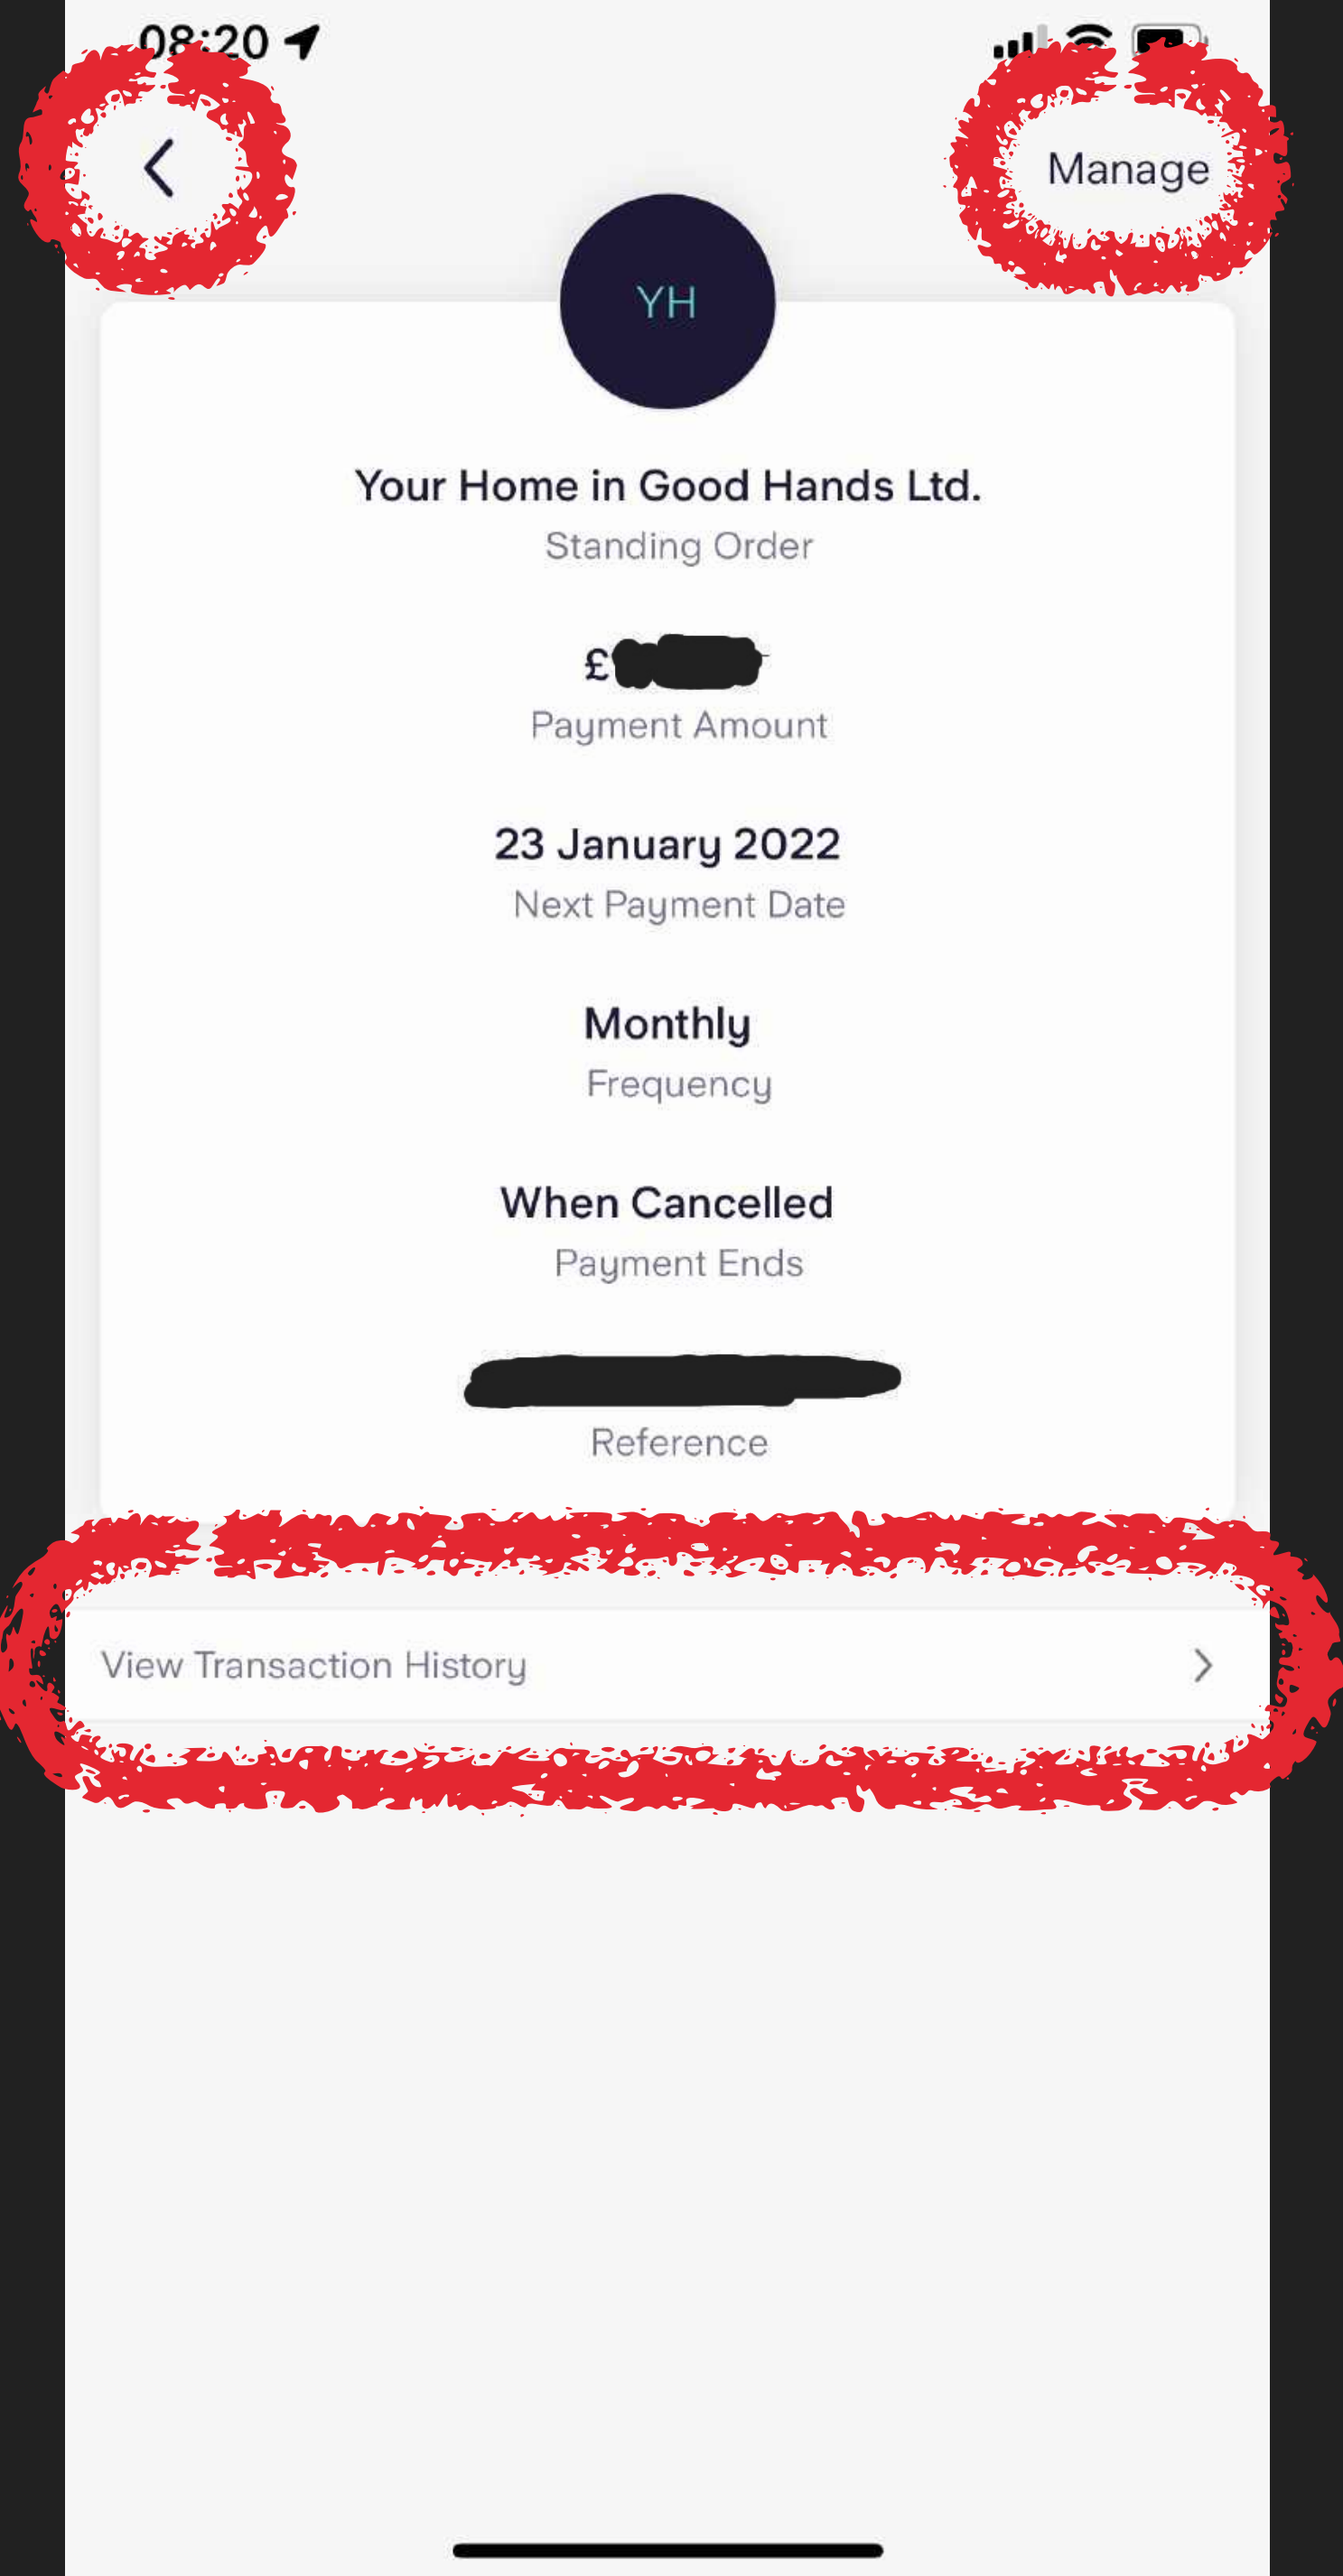 08:20
Manage
YH
Your Home in Good Hands Ltd.
Standing Order
£
Payment Amount
23 January 2022
Next Payment Date
Monthly
Frequency
When Cancelled
Payment Ends
Reference
View Transaction History